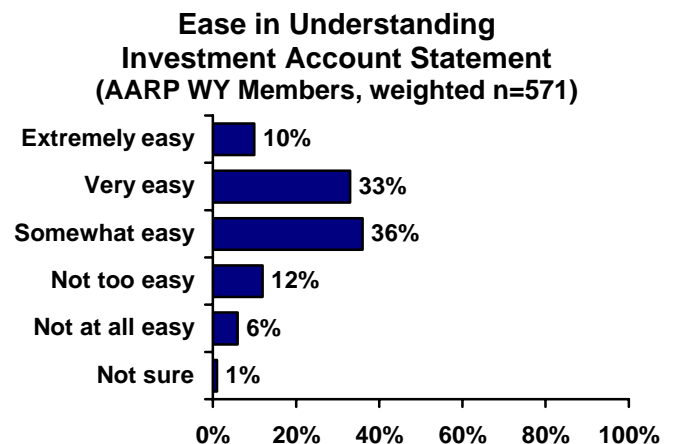 Ease in Understanding
Investment Account Statement
(AARP WY Members, weighted n=571)
Extremely easy 10%
Very easy 33%
Somewhat easy 36%
Not too easy 12%
Not at all easy 6%
Not sure 1%
0% 20% 40% 60% 80% 100%